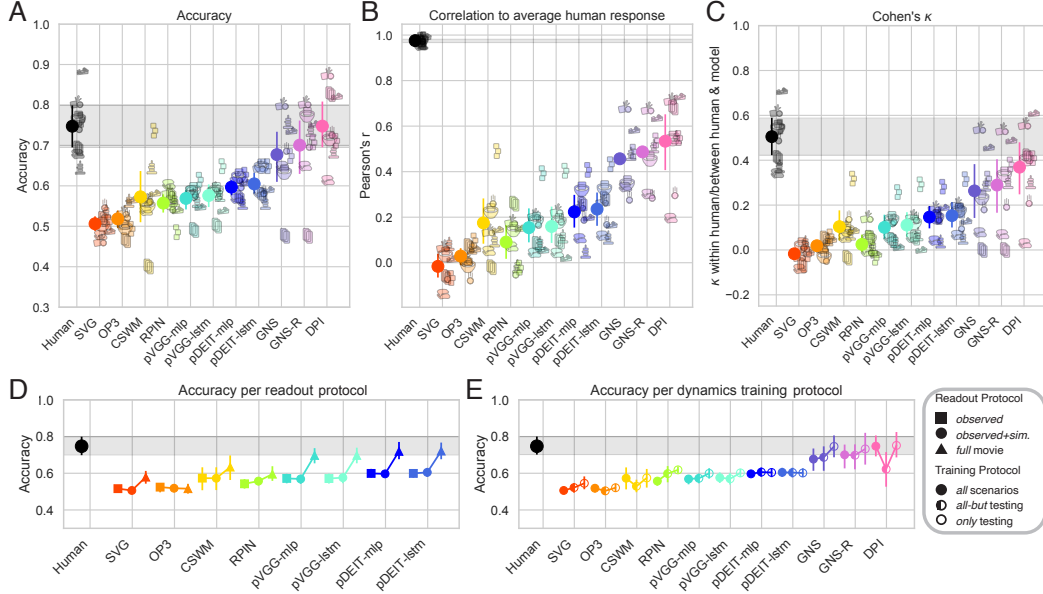 A
Accuracy
Accuracy
1.0
0.9
0.8
0.7
0.6
0.5
0.4
0.3
Human
SVG
OP3
CSWM
RPIN
pVGG-mlp
pVGG-lstm
pDEIT-mlp
pDEIT-lstm
GNS
GNS-R
DPI
B
Correlation to average human response
Pearson's r
1.0
0.8
0.6
0.4
0.2
0.0
Human
SVG
OP3
CSWM
RPIN
pVGG-mlp
pVGG-lstm
pDEIT-mlp
pDEIT-lstm
GNS
GNS-R
DPI
C
Cohen's κ
κ within human/between human & model
1.0
0.8
0.6
0.4
0.2
0.0
−0.2
Human
SVG
OP3
CSWM
RPIN
pVGG-mlp
pVGG-lstm
pDEIT-mlp
pDEIT-lstm
GNS
GNS-R
DPI
D
Accuracy per readout protocol
Accuracy
1.0
0.8
0.6
0.4
Human
SVG
OP3
CSWM
RPIN
pVGG-mlp
pVGG-lstm
pDEIT-mlp
pDEIT-lstm
E
Accuracy per dynamics training protocol
Accuracy
1.0
0.8
0.6
0.4
Human
SVG
OP3
CSWM
RPIN
pVGG-mlp
pVGG-lstm
pDEIT-mlp
pDEIT-lstm
GNS
GNS-R
DPI
Readout Protocol
observed
observed+sim.
full movie
Training Protocol
all scenarios
all-but testing
only testing